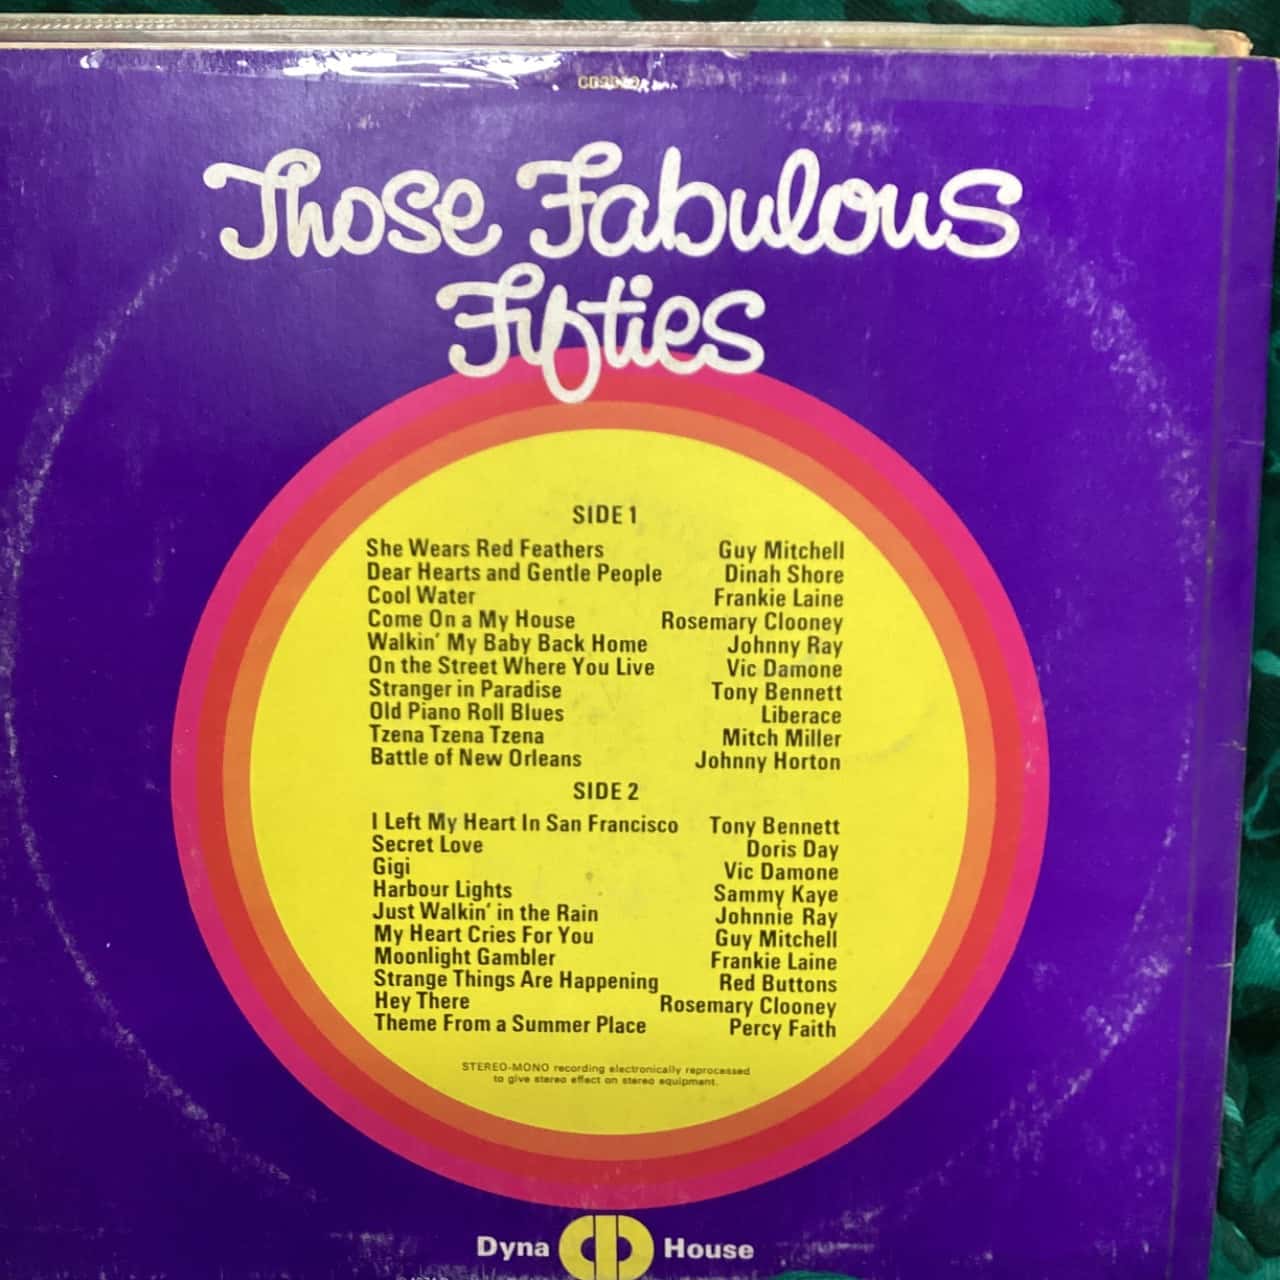 Those Fabulous
Fifties
SIDE 1
She Wears Red Feathers Guy Mitchell
Dear Hearts and Gentle People Dinah Shore
Cool Water Frankie Laine
Come On a My House Rosemary Clooney
Walkin' My Baby Back Home Johnny Ray
On the Street Where You Live Vic Damone
Stranger in Paradise Tony Bennett
Old Piano Roll Blues Liberace
Tzena Tzena Tzena Mitch Miller
Battle of New Orleans Johnny Horton
SIDE 2
I Left My Heart In San Francisco Tony Bennett
Secret Love Doris Day
Gigi Vic Damone
Harbour Lights Sammy Kaye
Just Walkin' in the Rain Johnnie Ray
My Heart Cries For You Guy Mitchell
Moonlight Gambler Frankie Laine
Strange Things Are Happening Red Buttons
Hey There Rosemary Clooney
Theme From a Summer Place Percy Faith
STEREO-MONO recording electronically reprocessed
to give stereo effect on stereo equipment.
Dyna House